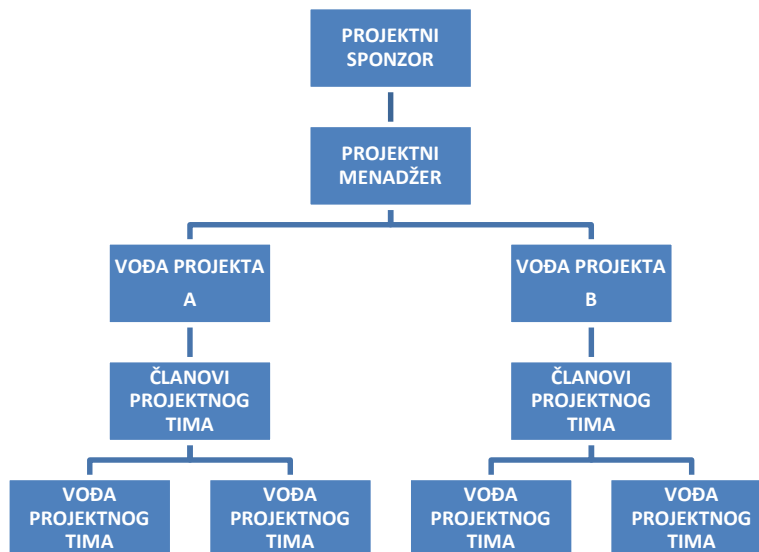 PROJEKTNI
SPONZOR
PROJEKTNI
MENADŽER
VOĐA PROJEKTA
A
VOĐA PROJEKTA
B
ČLANOVI
PROJEKTNOG
TIMA
ČLANOVI
PROJEKTNOG
TIMA
VOĐA
PROJEKTNOG
TIMA
VOĐA
PROJEKTNOG
TIMA
VOĐA
PROJEKTNOG
TIMA
VOĐA
PROJEKTNOG
TIMA